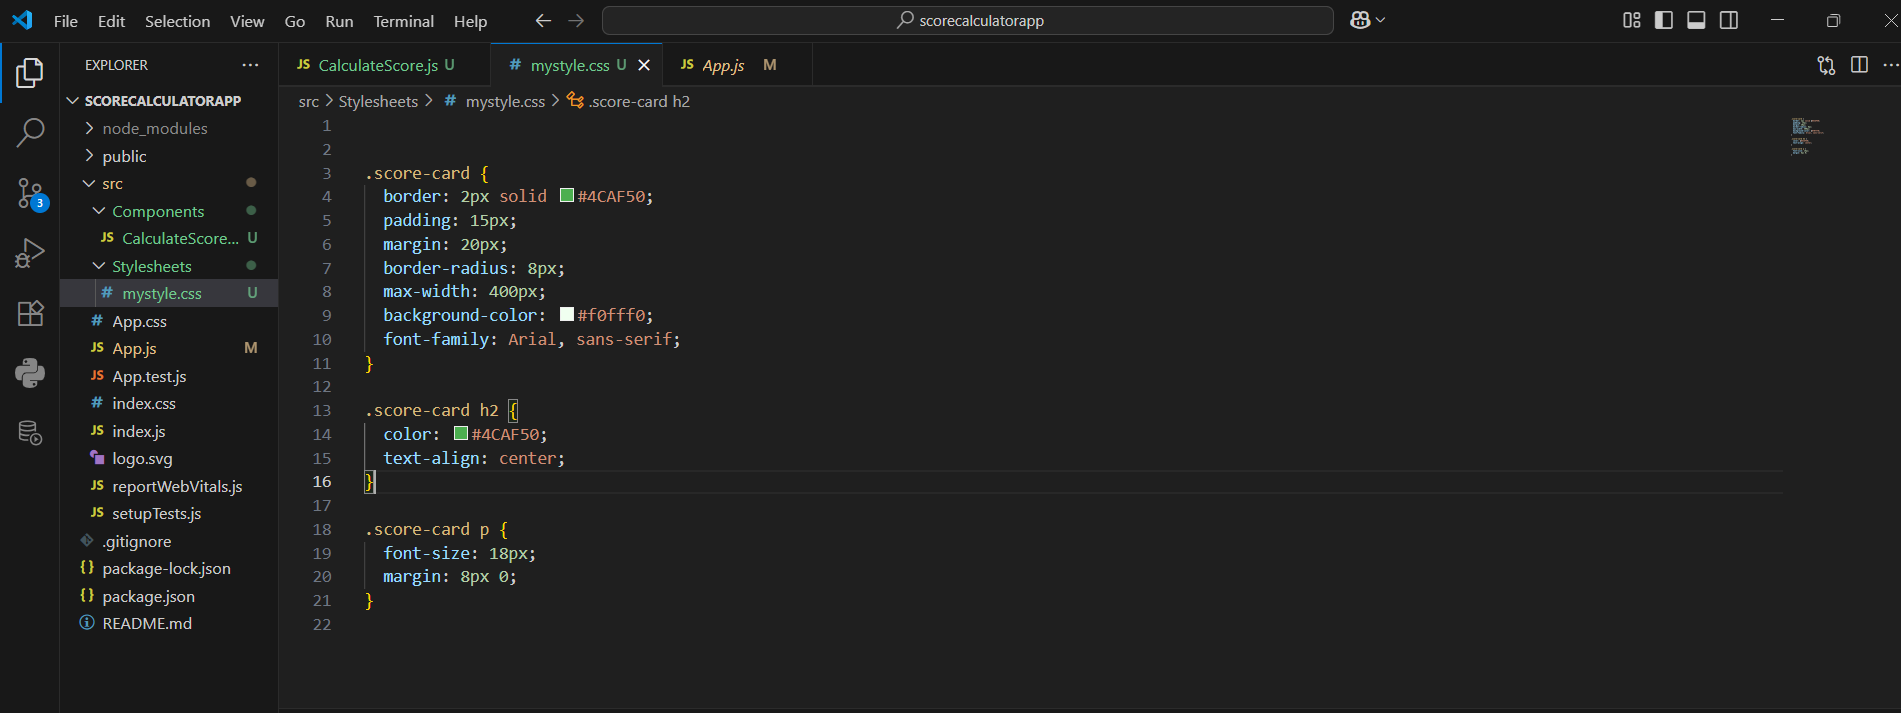 File Edit Selection View Go Run Terminal Help
scorecalculatorapp
EXPLORER
SCORECALCULATORAPP
node_modules
public
src
Components
JS CalculateScore... U
Stylesheets
# mystyle.css U
# App.css
JS App.js M
JS App.test.js
# index.css
JS index.js
logo.svg
JS reportWebVitals.js
JS setupTests.js
.gitignore
{} package-lock.json
{} package.json
README.md
3
JS CalculateScore.js U # mystyle.css U JS App.js M
src > Stylesheets > # mystyle.css > .score-card h2
1
2
3 .score-card {
4 border: 2px solid #4CAF50;
5 padding: 15px;
6 margin: 20px;
7 border-radius: 8px;
8 max-width: 400px;
9 background-color: #f0fff0;
10 font-family: Arial, sans-serif;
11 }
12
13 .score-card h2 {
14 color: #4CAF50;
15 text-align: center;
16 }
17
18 .score-card p {
19 font-size: 18px;
20 margin: 8px 0;
21 }
22